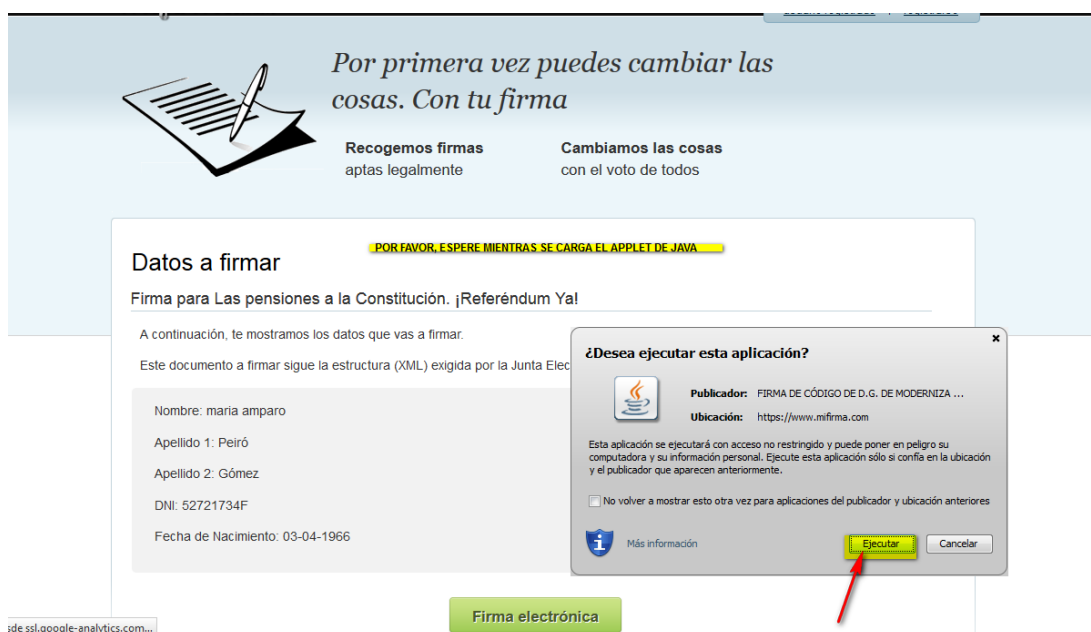 Por primera vez puedes cambiar las
cosas. Con tu firma
Recogemos firmas
aptas legalmente
Cambiamos las cosas
con el voto de todos
POR FAVOR, ESPERE MIENTRAS SE CARGA EL APPLET DE JAVA
Datos a firmar
Firma para Las pensiones a la Constitución. ¡Referéndum Ya!
A continuación, te mostramos los datos que vas a firmar.
Este documento a firmar sigue la estructura (XML) exigida por la Junta Elec
Nombre: maria amparo
Apellido 1: Peiró
Apellido 2: Gómez
DNI: 52721734F
Fecha de Nacimiento: 03-04-1966
¿Desea ejecutar esta aplicación?
Publicador: FIRMA DE CÓDIGO DE D.G. DE MODERNIZA ...
Ubicación: https://www.mifirma.com
Esta aplicación se ejecutará con acceso no restringido y puede poner en peligro su
computadora y su información personal. Ejecute esta aplicación sólo si confía en la ubicación
y el publicador que aparecen anteriormente.
No volver a mostrar esto otra vez para aplicaciones del publicador y ubicación anteriores
Más información
Ejecutar
Cancelar
Firma electrónica
sde ssl.google-analytics.com...